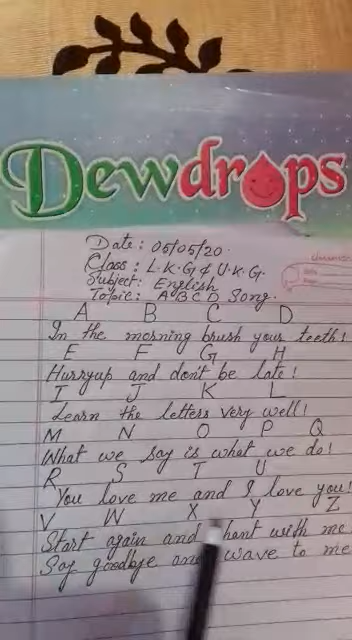 Dewdrops
Date: 05/05/20.
Class: L.K.G & U.K.G.
Subject: English
Topic: A B C D Song.
A B C D
In the morning brush your teeth!
E F G H
Hurryup and don't be late!
I J K L
Learn the letters very well!
M N O P Q
What we say is what we do!
R S T U
You love me and I love you!
V W X Y Z
Start again and chant with me
Say goodbye and wave to me